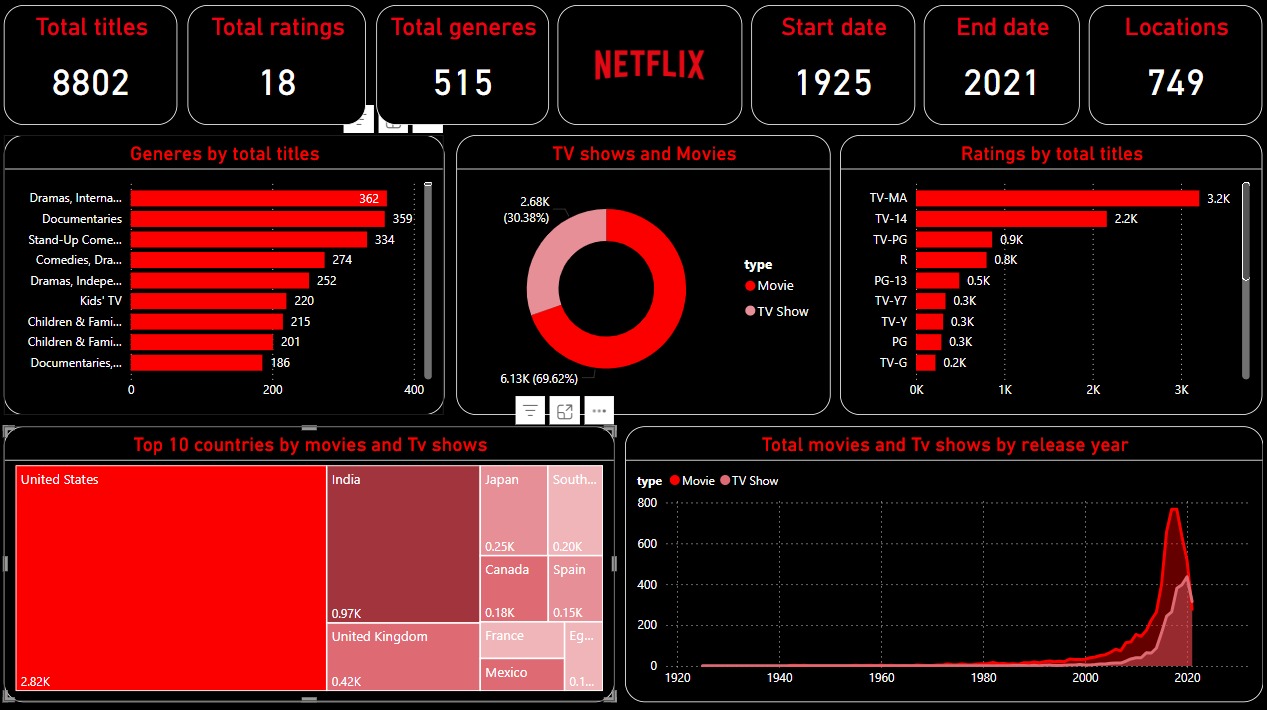 Total titles
8802
Total ratings
18
Total generes
515
NETFLIX
Start date
1925
End date
2021
Locations
749
Generes by total titles
Dramas, Interna... 362
Documentaries 359
Stand-Up Come... 334
Comedies, Dra... 274
Dramas, Indepe... 252
Kids' TV 220
Children & Fami... 215
Children & Fami... 201
Documentaries,... 186
0 200 400
TV shows and Movies
2.68K
(30.38%)
6.13K (69.62%)
type
Movie
TV Show
Ratings by total titles
TV-MA 3.2K
TV-14 2.2K
TV-PG 0.9K
R 0.8K
PG-13 0.5K
TV-Y7 0.3K
TV-Y 0.3K
PG 0.3K
TV-G 0.2K
0K 1K 2K 3K
Top 10 countries by movies and Tv shows
United States
2.82K
India
0.97K
United Kingdom
0.42K
Japan
0.25K
South...
0.20K
Canada
0.18K
Spain
0.15K
France
Mexico
Eg...
0.1...
Total movies and Tv shows by release year
type Movie TV Show
800
600
400
200
0
1920 1940 1960 1980 2000 2020